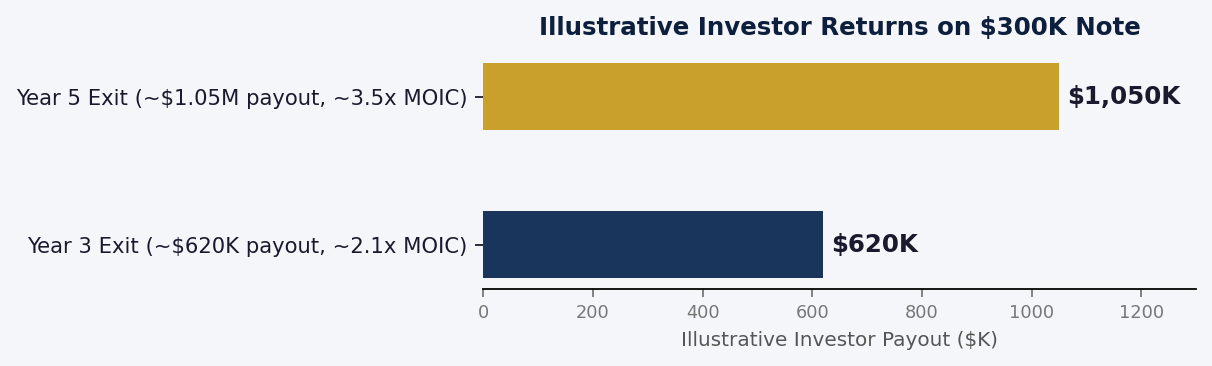 Illustrative Investor Returns on $300K Note
Year 5 Exit (~$1.05M payout, ~3.5x MOIC)
$1,050K
Year 3 Exit (~$620K payout, ~2.1x MOIC)
$620K
0 200 400 600 800 1000 1200
Illustrative Investor Payout ($K)